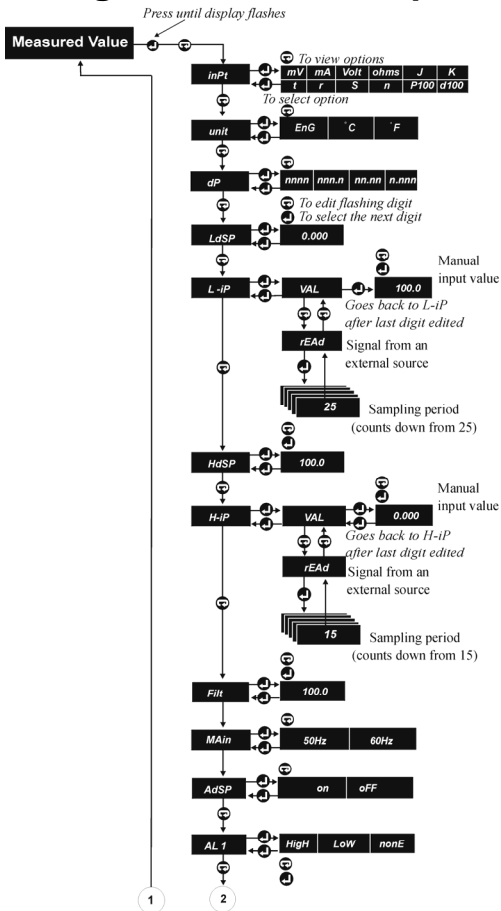 Press until display flashes
Measured Value
To view options
inPt
mV mA Volt ohms J K
t r S n P100 d100
To select option
unit
EnG °C °F
dP
nnnn nnn.n nn.nn n.nnn
To edit flashing digit
To select the next digit
LdSP
0.000
Manual
input value
L-iP
VAL
100.0
Goes back to L-iP
after last digit edited
rEAd
Signal from an
external source
25
Sampling period
(counts down from 25)
HdSP
100.0
Manual
input value
H-iP
VAL
0.000
Goes back to H-iP
after last digit edited
rEAd
Signal from an
external source
15
Sampling period
(counts down from 15)
Filt
100.0
MAin
50Hz 60Hz
AdSP
on oFF
AL 1
HigH LoW nonE
1 2